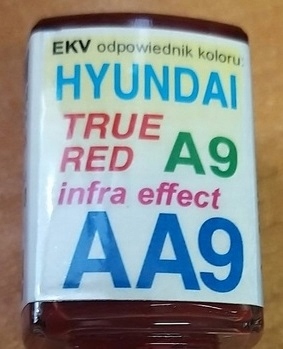 EKV odpowiednik koloru:
HYUNDAI
TRUE
RED A9
infra effect
AA9